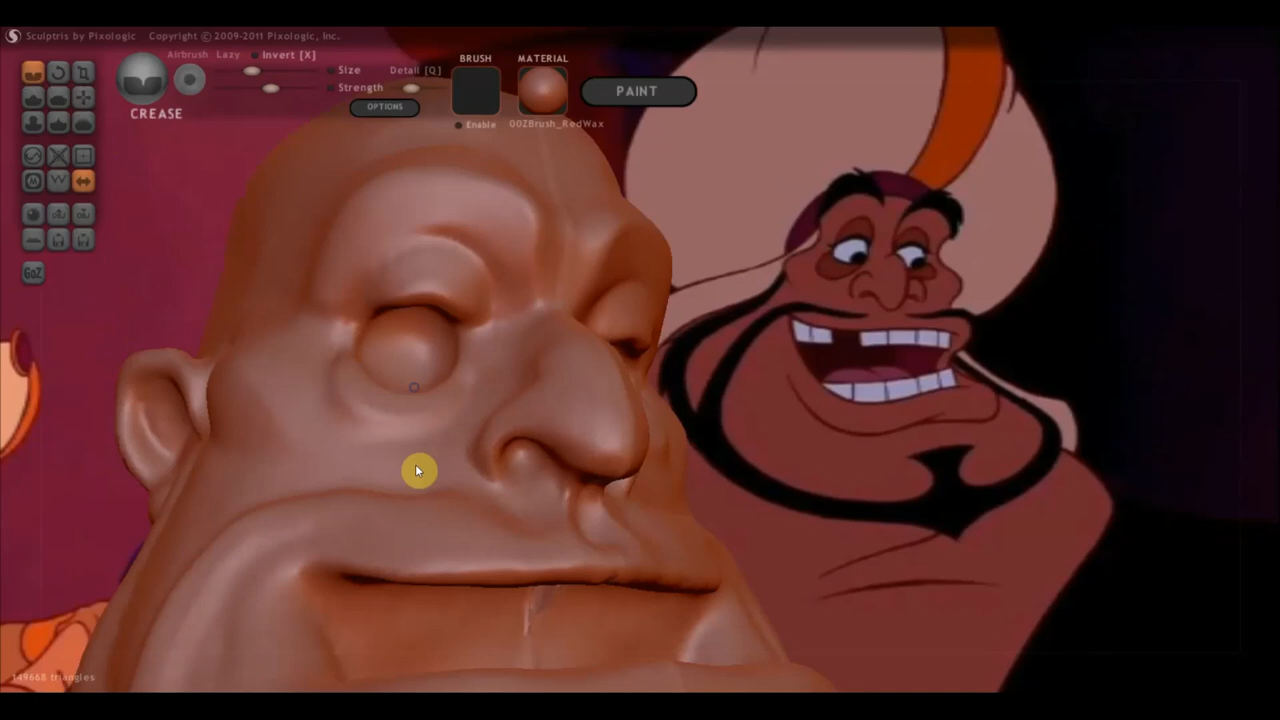 Sculptris by Pixologic Copyright © 2009-2011 Pixologic, Inc.
Airbrush Lazy Invert [X]
BRUSH MATERIAL
Size Detail [Q]
Strength
PAINT
OPTIONS
CREASE
Enable 00ZBrush_RedWax
GoZ
149668 triangles